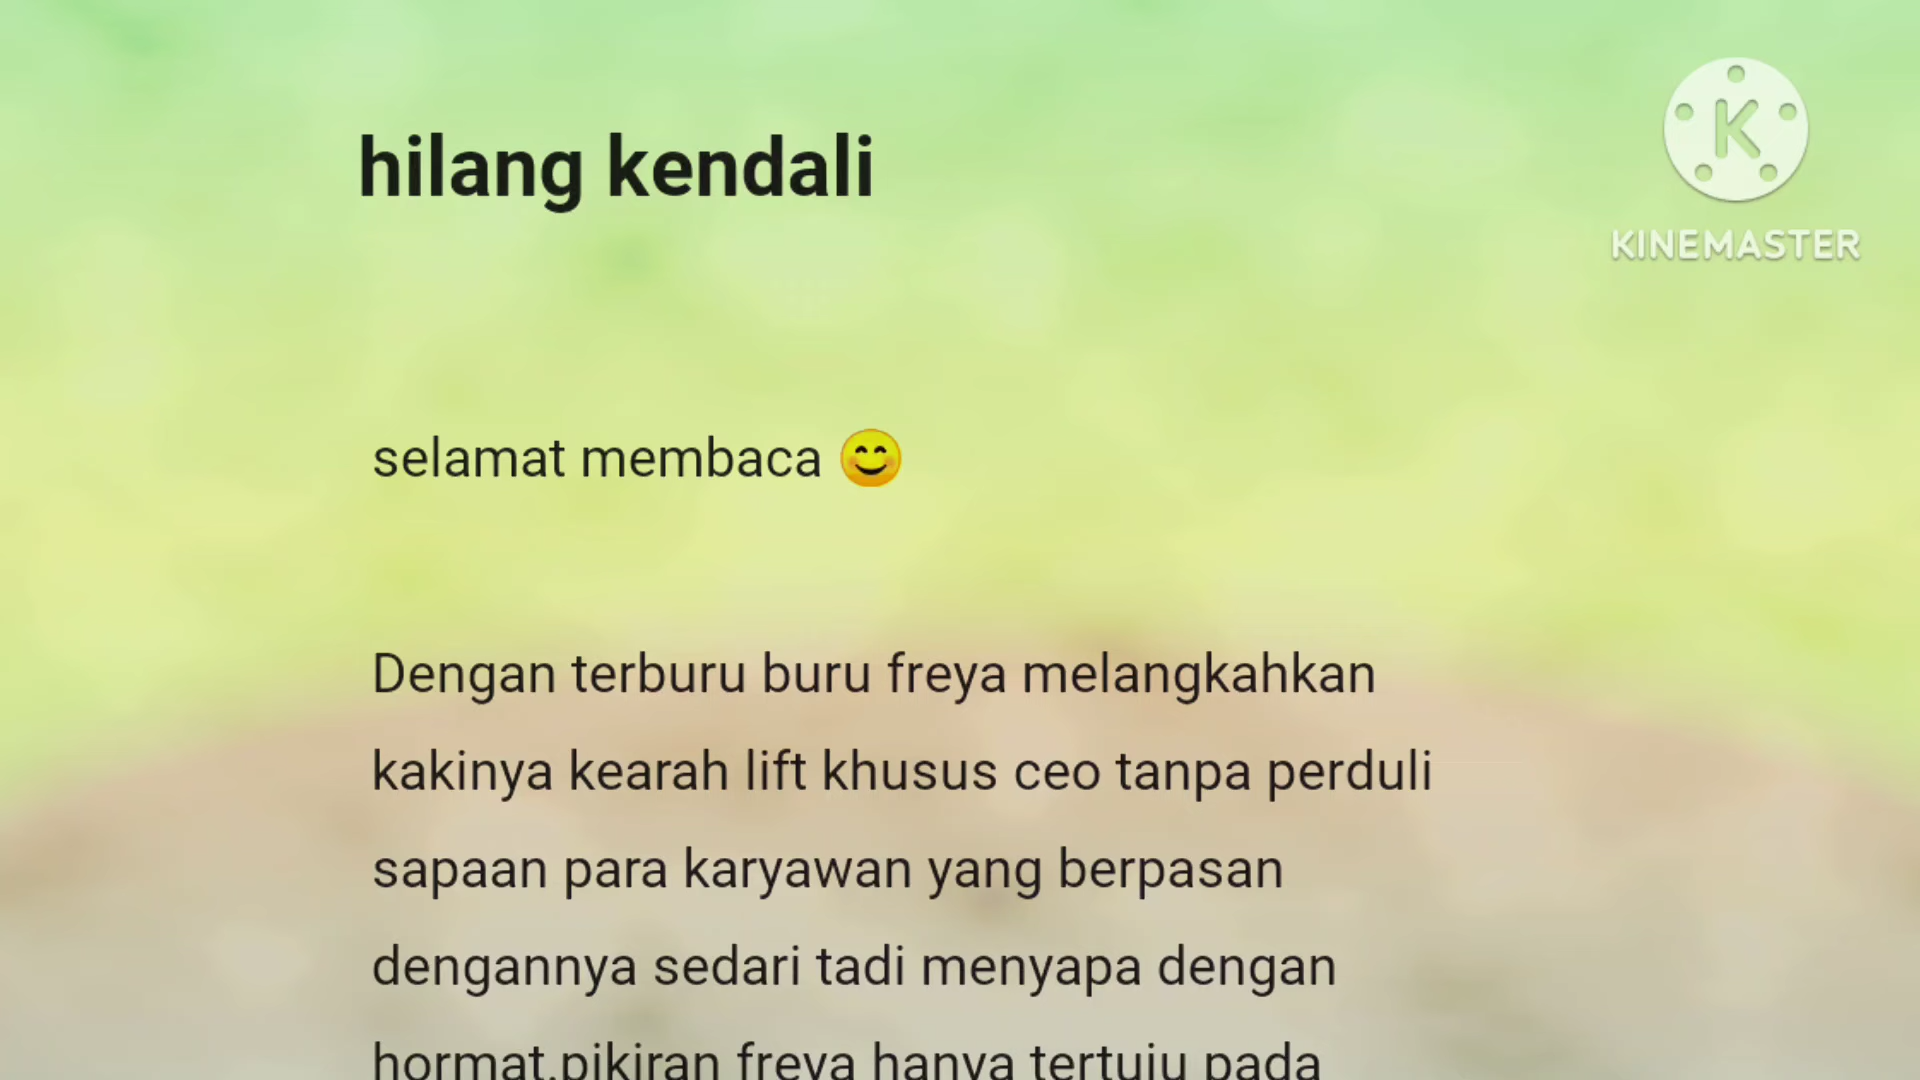 hilang kendali
K
KINEMASTER
selamat membaca 😊
Dengan terburu buru freya melangkahkan
kakinya kearah lift khusus ceo tanpa perduli
sapaan para karyawan yang berpasan
dengannya sedari tadi menyapa dengan
hormat.pikiran freya hanya tertuju pada